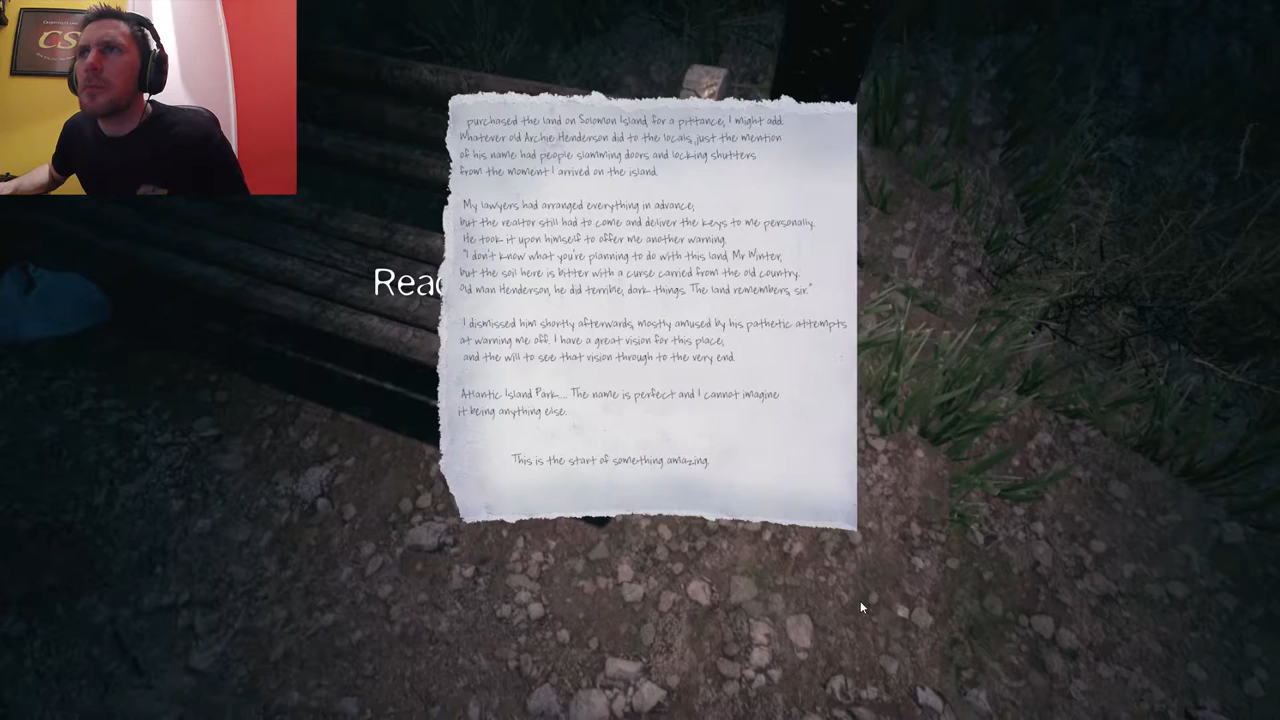 CS
Reac
purchased the land on Solomon Island, for a pittance, I might add.
Whatever old Archie Henderson did to the locals, just the mention
of his name had people slamming doors and locking shutters
from the moment I arrived on the island.
My lawyers had arranged everything in advance,
but the realtor still had to come and deliver the keys to me personally.
He took it upon himself to offer me another warning.
"I don't know what you're planning to do with this land, Mr Winter,
but the soil here is bitter with a curse carried from the old country.
Old man Henderson, he did terrible, dark things. The land remembers, sir."
I dismissed him shortly afterwards, mostly amused by his pathetic attempts
at warning me off. I have a great vision for this place,
and the will to see that vision through to the very end.
Atlantic Island Park.... The name is perfect and I cannot imagine
it being anything else.
This is the start of something amazing.